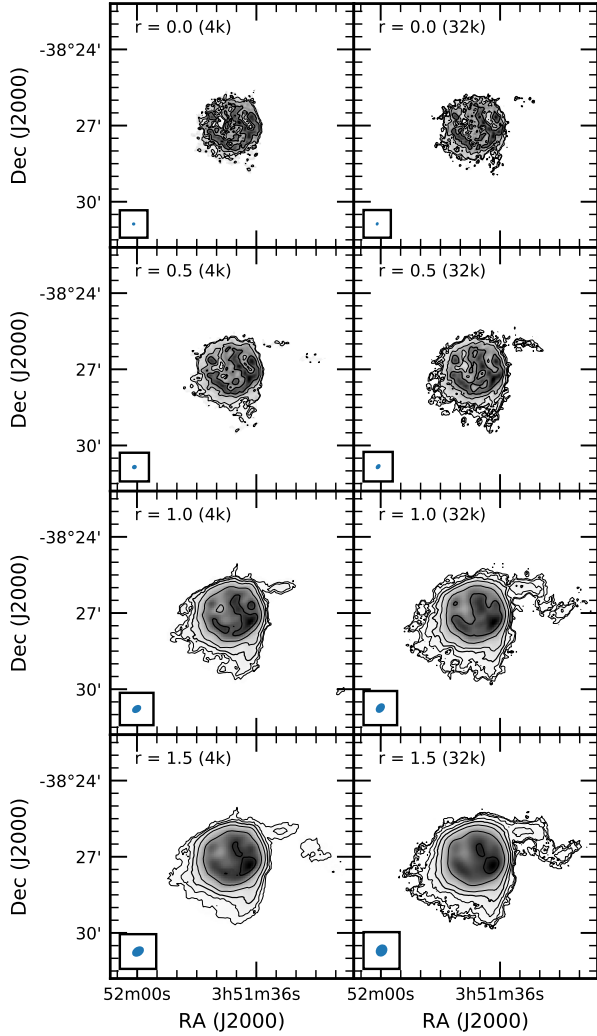 r = 0.0 (4k)
r = 0.0 (32k)
-38°24'
27'
30'
Dec (J2000)
r = 0.5 (4k)
r = 0.5 (32k)
-38°24'
27'
30'
Dec (J2000)
r = 1.0 (4k)
r = 1.0 (32k)
-38°24'
27'
30'
Dec (J2000)
r = 1.5 (4k)
r = 1.5 (32k)
-38°24'
27'
30'
Dec (J2000)
52m00s
3h51m36s
52m00s
3h51m36s
RA (J2000)
RA (J2000)